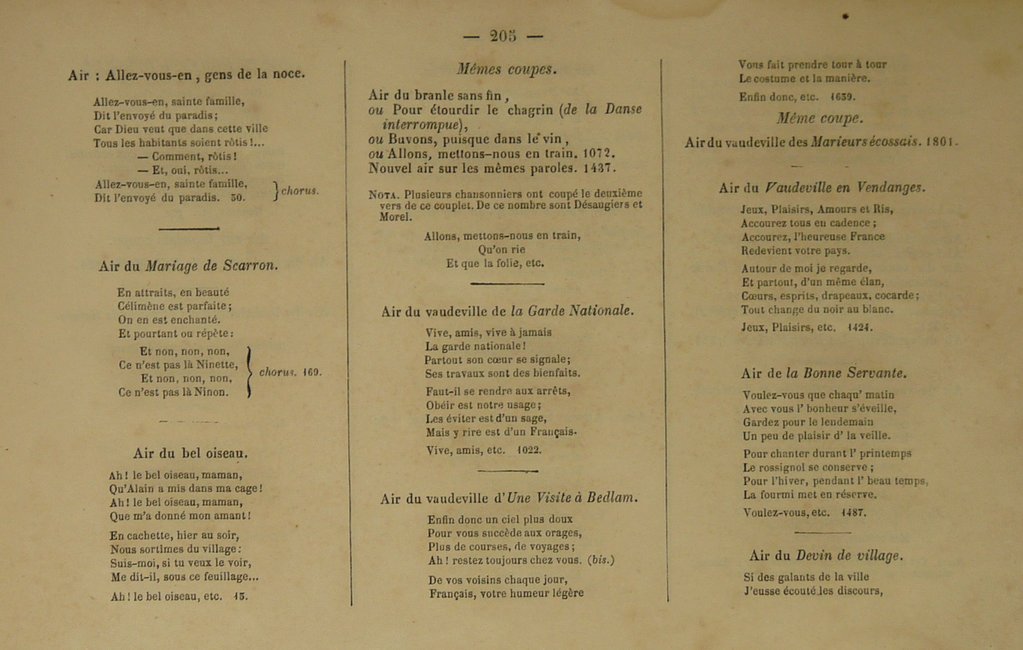 — 205 —
Air : Allez-vous-en, gens de la noce.
Allez-vous-en, sainte famille,
Dit l'envoyé du paradis;
Car Dieu veut que dans cette ville
Tous les habitants soient rôtis!...
— Comment, rôtis!
— Et, oui, rôtis...
Allez-vous-en, sainte famille,
Dit l'envoyé du paradis. 50.
} chorus.
Air du Mariage de Scarron.
En attraits, en beauté
Célimène est parfaite;
On en est enchanté.
Et pourtant on répète:
Et non, non, non,
Ce n'est pas là Ninette,
Et non, non, non,
Ce n'est pas là Ninon.
} chorus. 169.
Air du bel oiseau.
Ah! le bel oiseau, maman,
Qu'Alain a mis dans ma cage!
Ah! le bel oiseau, maman,
Que m'a donné mon amant!
En cachette, hier au soir,
Nous sortîmes du village:
Suis-moi, si tu veux le voir,
Me dit-il, sous ce feuillage...
Ah! le bel oiseau, etc. 15.
Mêmes coupes.
Air du branle sans fin,
ou Pour étourdir le chagrin (de la Danse
interrompue),
ou Buvons, puisque dans le vin,
ou Allons, mettons-nous en train. 1072.
Nouvel air sur les mêmes paroles. 1437.
NOTA. Plusieurs chansonniers ont coupé le deuxième
vers de ce couplet. De ce nombre sont Désaugiers et
Morel.
Allons, mettons-nous en train,
Qu'on rie
Et que la folie, etc.
Air du vaudeville de la Garde Nationale.
Vive, amis, vive à jamais
La garde nationale!
Partout son cœur se signale;
Ses travaux sont des bienfaits.
Faut-il se rendre aux arrêts,
Obéir est notre usage;
Les éviter est d'un sage,
Mais y rire est d'un Français.
Vive, amis, etc. 1022.
Air du vaudeville d'Une Visite à Bedlam.
Enfin donc un ciel plus doux
Pour vous succède aux orages,
Plus de courses, de voyages;
Ah! restez toujours chez vous. (bis.)
De vos voisins chaque jour,
Français, votre humeur légère
Vous fait prendre tour à tour
Le costume et la manière.
Enfin donc, etc. 1639.
Même coupe.
Air du vaudeville des Marieurs écossais. 1801.
Air du Vaudeville en Vendanges.
Jeux, Plaisirs, Amours et Ris,
Accourez tous en cadence;
Accourez, l'heureuse France
Redevient votre pays.
Autour de moi je regarde,
Et partout, d'un même élan,
Cœurs, esprits, drapeaux, cocarde;
Tout change du noir au blanc.
Jeux, Plaisirs, etc. 1424.
Air de la Bonne Servante.
Voulez-vous que chaqu' matin
Avec vous l' bonheur s'éveille,
Gardez pour le lendemain
Un peu de plaisir d' la veille.
Pour chanter durant l' printemps
Le rossignol se conserve;
Pour l'hiver, pendant l' beau temps,
La fourmi met en réserve.
Voulez-vous, etc. 1487.
Air du Devin de village.
Si des galants de la ville
J'eusse écouté les discours,